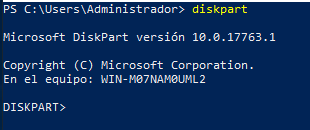 PS C:\Users\Administrador> diskpart
Microsoft DiskPart versión 10.0.17763.1
Copyright (C) Microsoft Corporation.
En el equipo: WIN-M07NAM0UML2
DISKPART>